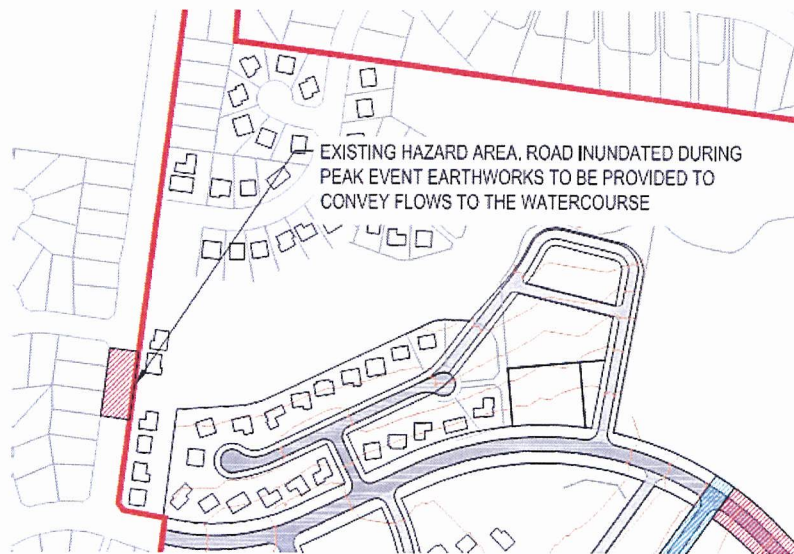 EXISTING HAZARD AREA, ROAD INUNDATED DURING
PEAK EVENT EARTHWORKS TO BE PROVIDED TO
CONVEY FLOWS TO THE WATERCOURSE